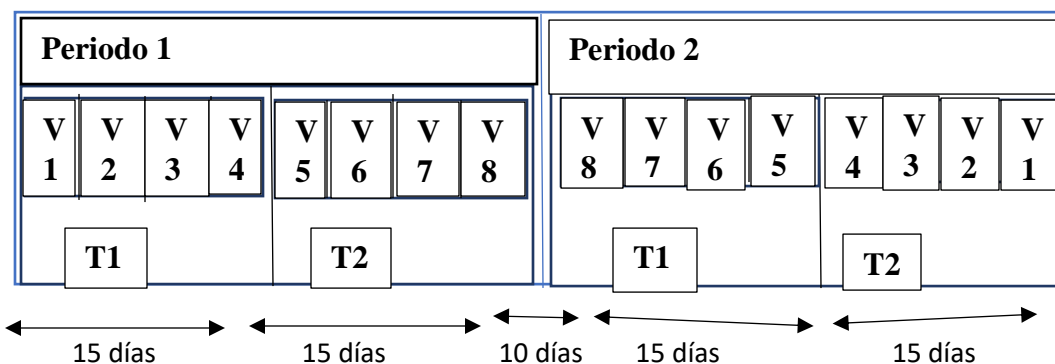 Periodo 1
Periodo 2
V V V V V V V V V V V V V V V V
1 2 3 4 5 6 7 8 8 7 6 5 4 3 2 1
T1 T2 T1 T2
15 días 15 días 10 días 15 días 15 días